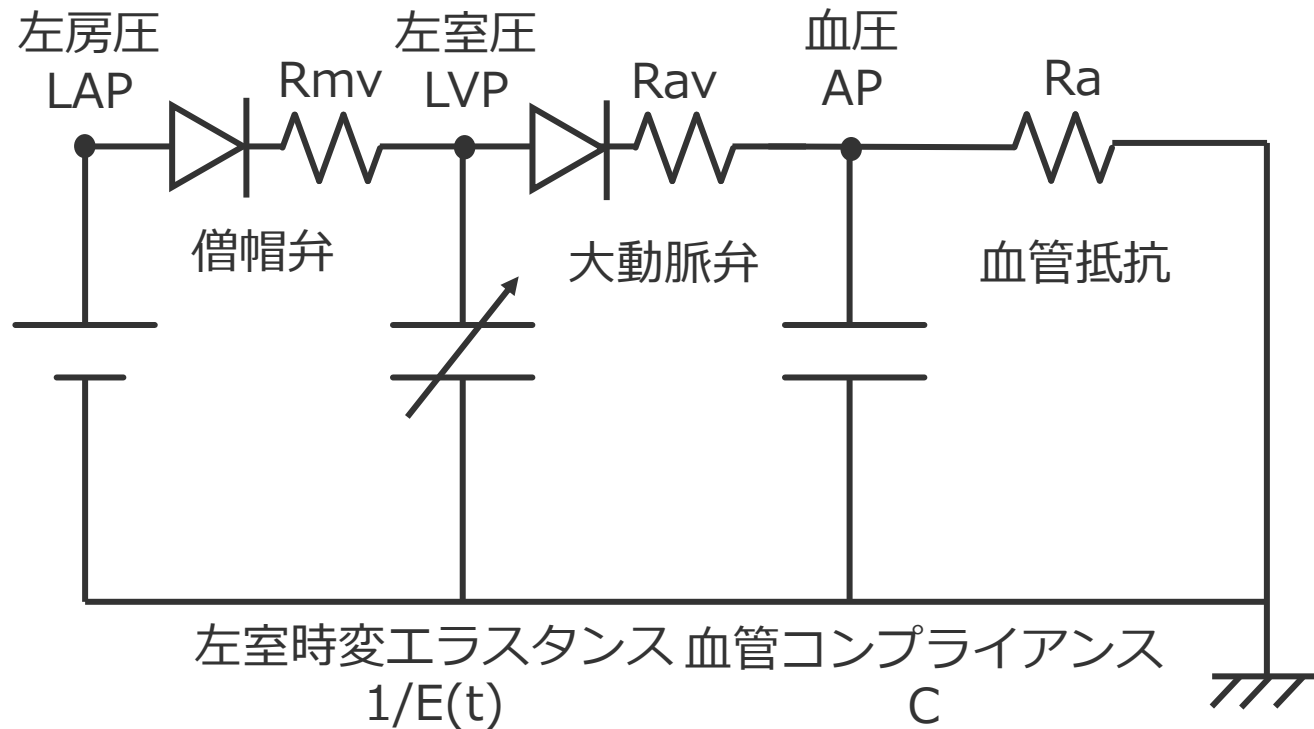 左房圧
LAP
Rmv
左室圧
LVP
Rav
血圧
AP
Ra
僧帽弁
大動脈弁
血管抵抗
左室時変エラスタンス
1/E(t)
血管コンプライアンス
C